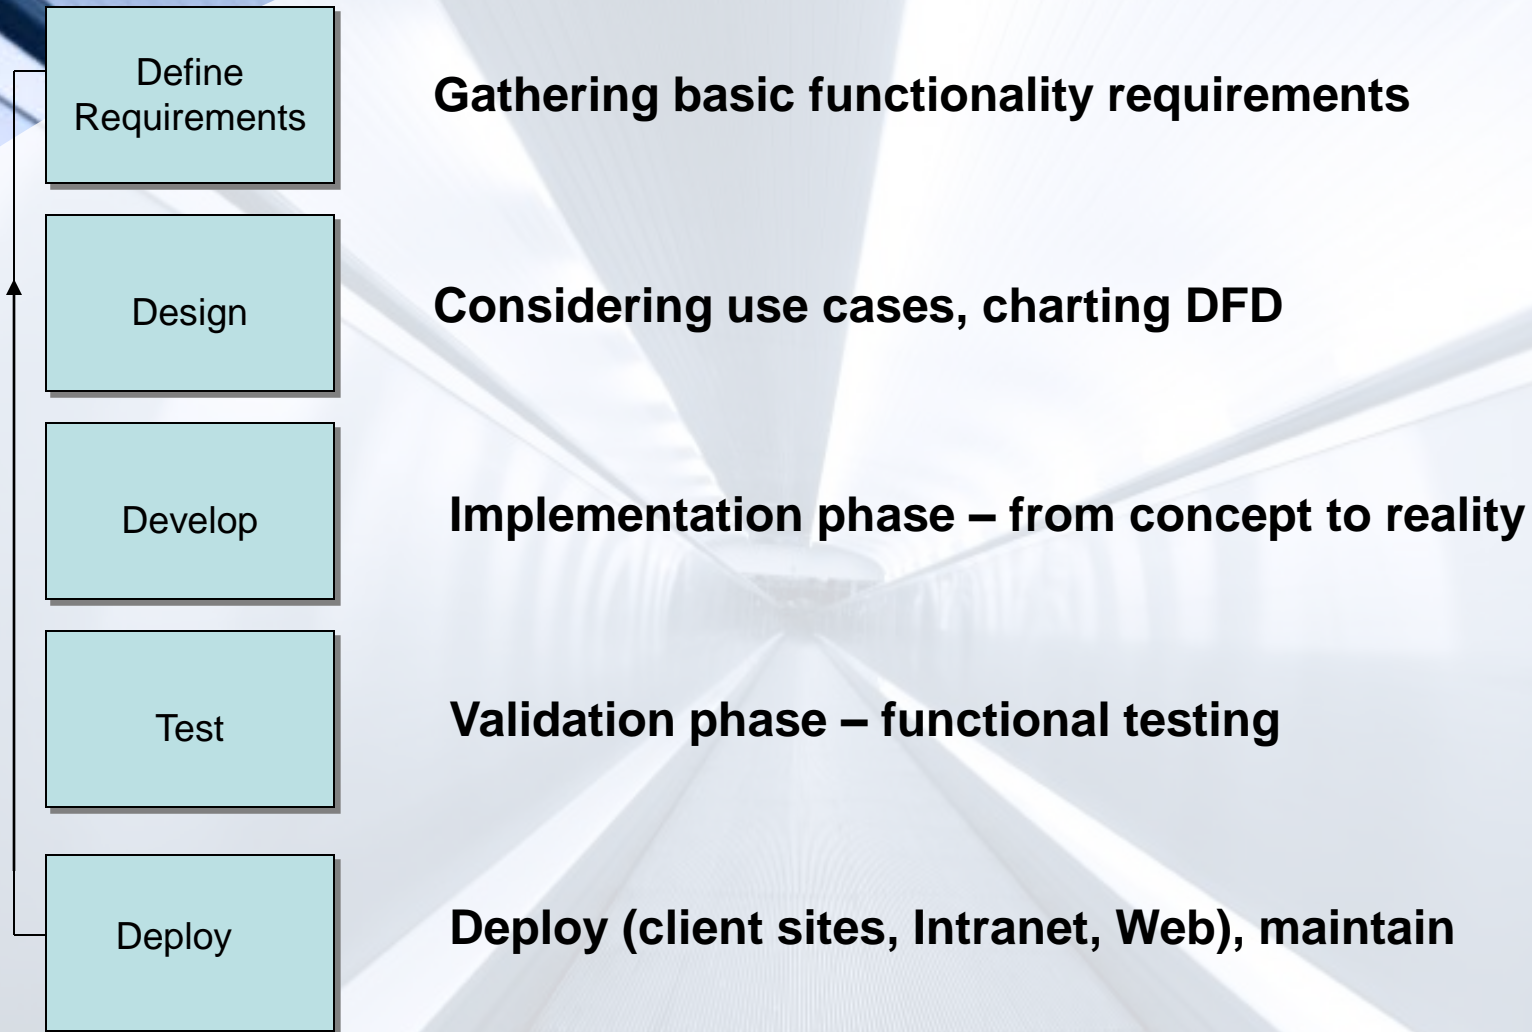 Define
Requirements
Gathering basic functionality requirements
Design
Considering use cases, charting DFD
Develop
Implementation phase – from concept to reality
Test
Validation phase – functional testing
Deploy
Deploy (client sites, Intranet, Web), maintain